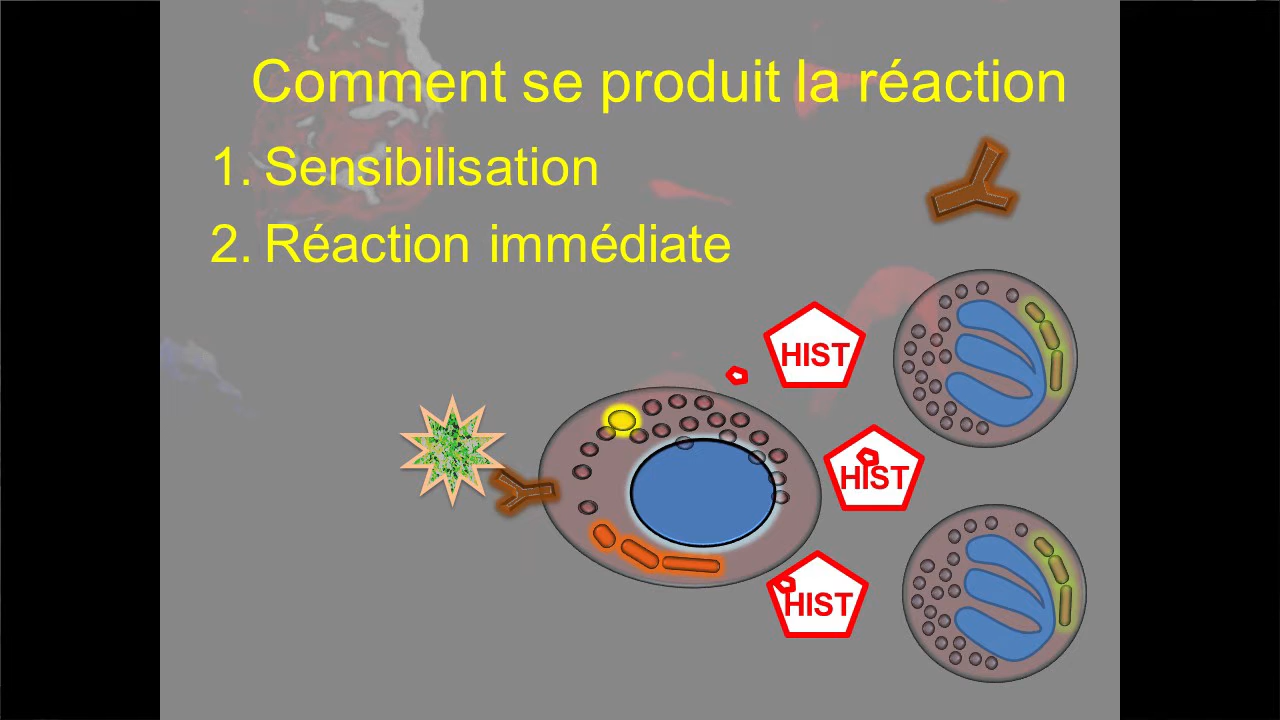 Comment se produit la réaction
1. Sensibilisation
2. Réaction immédiate
HIST
HIST
HIST